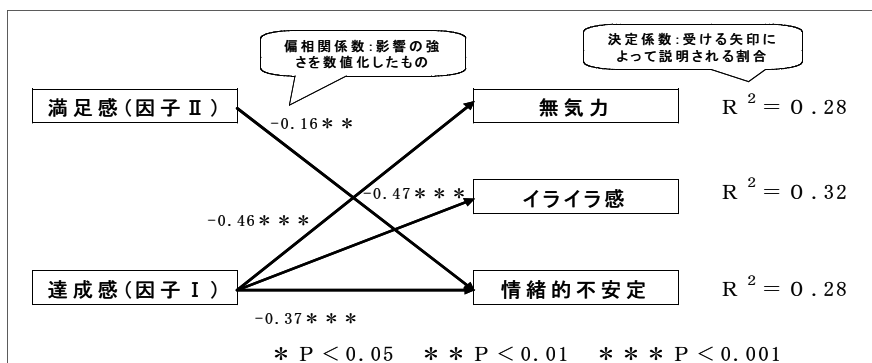 偏相関係数:影響の強
さを数値化したもの
決定係数:受ける矢印に
よって説明される割合
満足感(因子Ⅱ)
無気力
R²=0.28
-0.16**
-0.47***
イライラ感
R²=0.32
-0.46***
達成感(因子Ⅰ)
情緒的不安定
R²=0.28
-0.37***
*P<0.05 **P<0.01 ***P<0.001